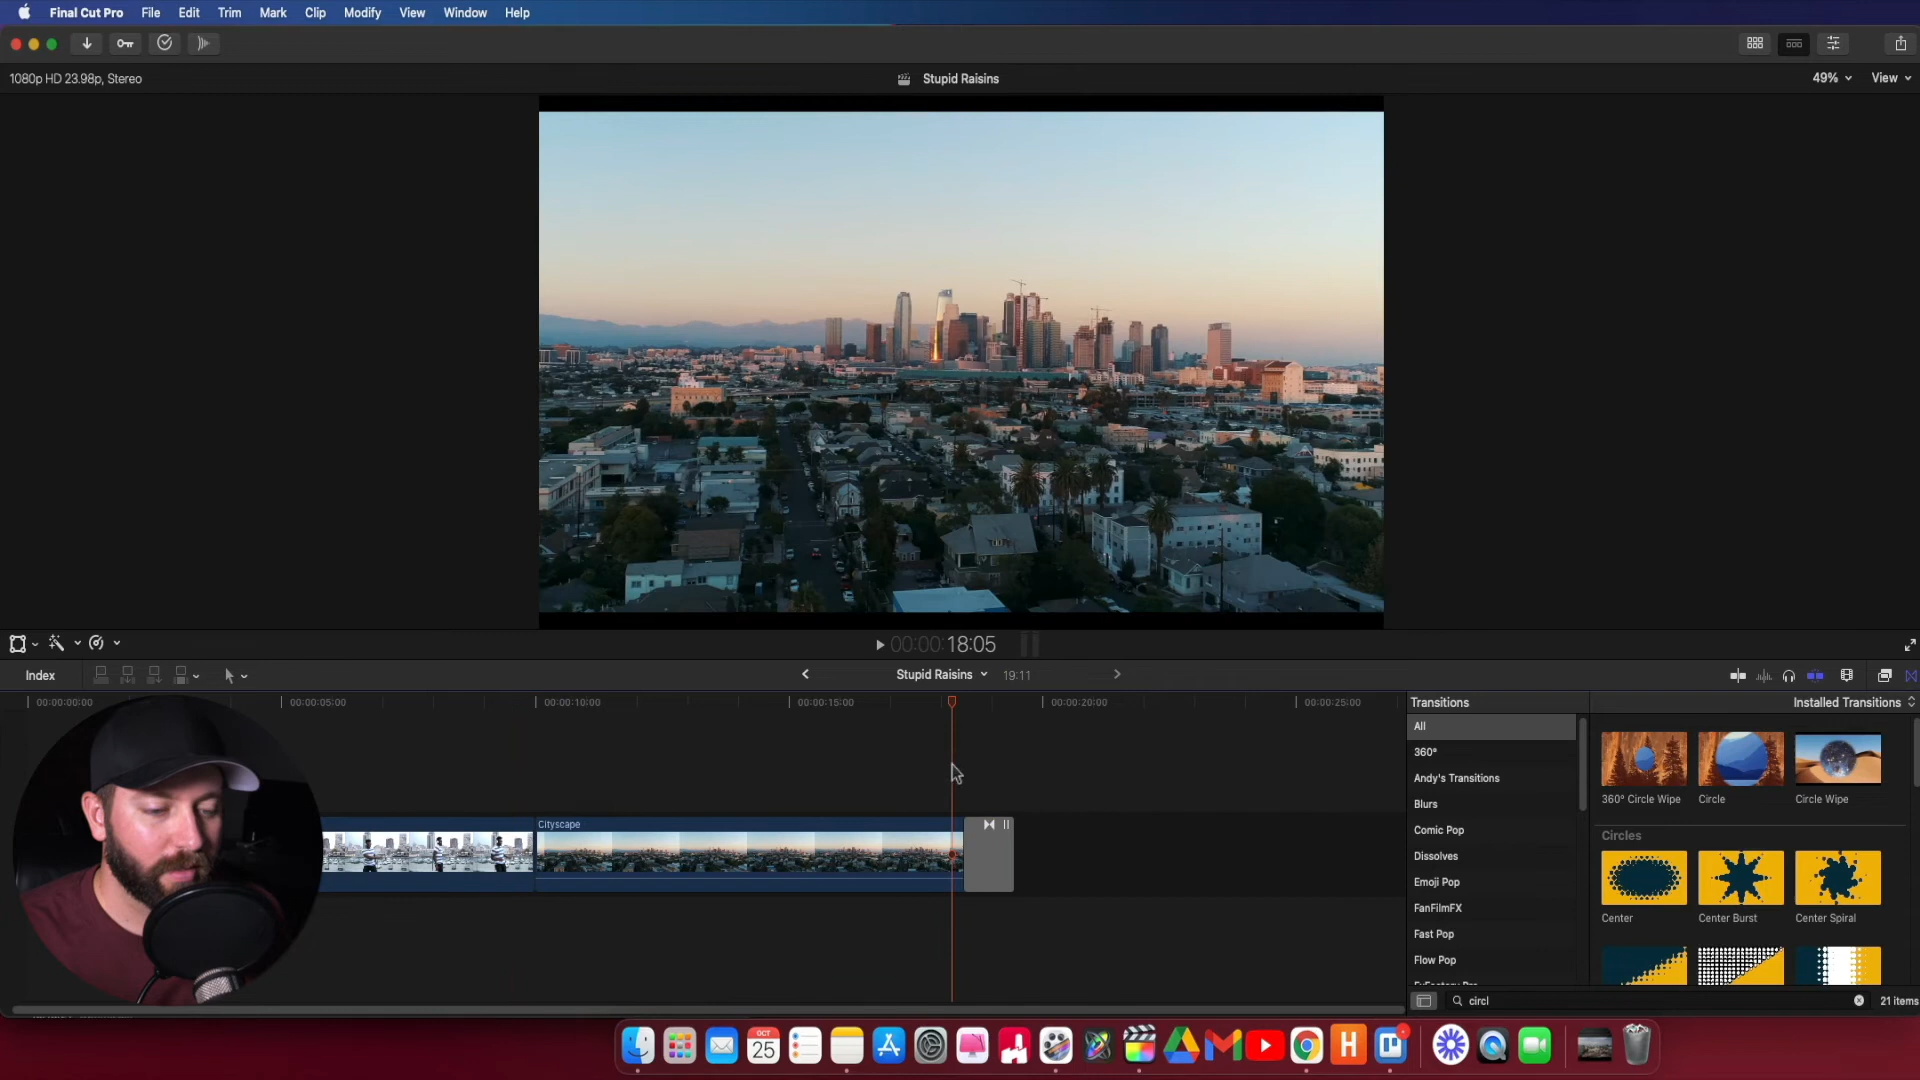 Final Cut Pro File Edit Trim Mark Clip Modify View Window Help
1080p HD 23.98p, Stereo
Stupid Raisins
49%
View
00:00:18:05
Index
Stupid Raisins
19:11
00:00:00:00
00:00:05:00
00:00:10:00
00:00:15:00
00:00:20:00
00:00:25:00
Cityscape
Transitions
Installed Transitions
All
360°
Andy's Transitions
Blurs
Comic Pop
Dissolves
Emoji Pop
FanFilmFX
Fast Pop
Flow Pop
360° Circle Wipe
Circle
Circle Wipe
Circles
Center
Center Burst
Center Spiral
circl
21 items
OCT
25
H